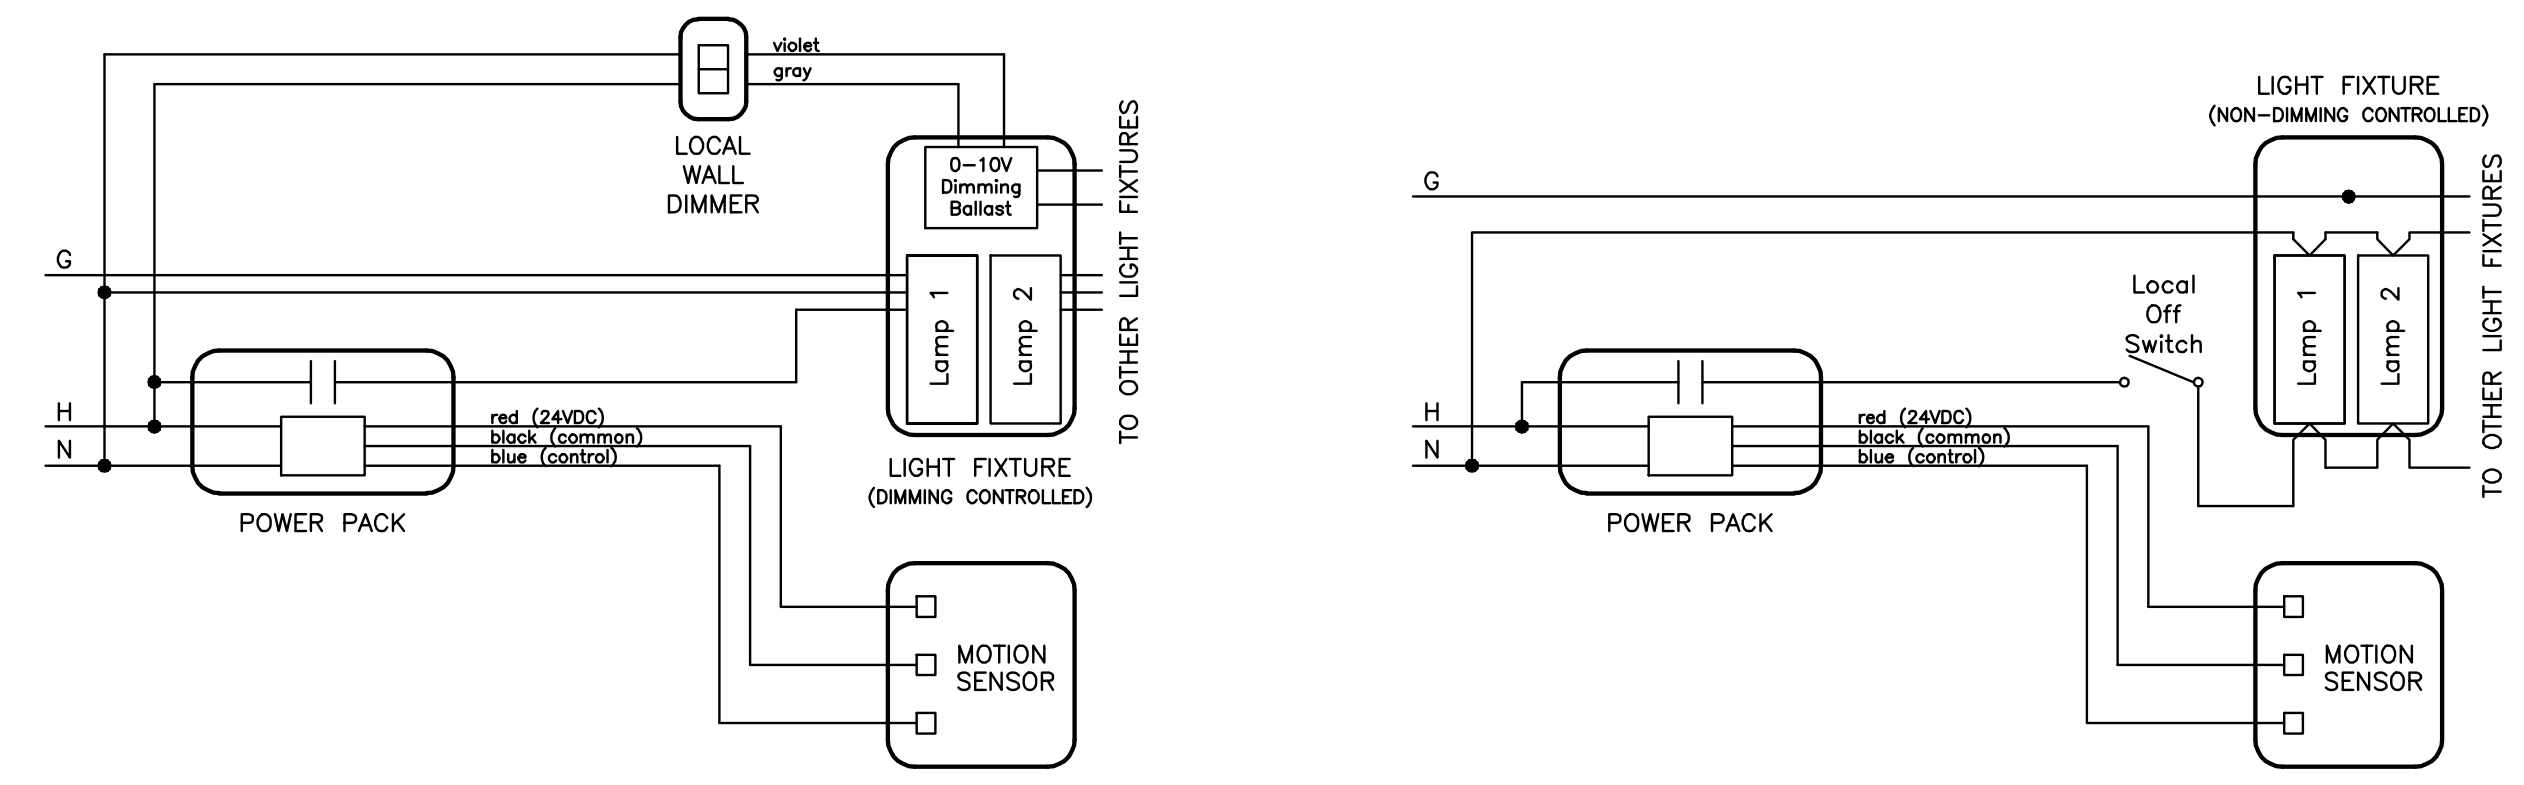 violet
gray
LOCAL
WALL
DIMMER
0-10V
Dimming
Ballast
G
Lamp 1
Lamp 2
TO OTHER LIGHT FIXTURES
H
N
red (24VDC)
black (common)
blue (control)
POWER PACK
LIGHT FIXTURE
(DIMMING CONTROLLED)
MOTION
SENSOR
LIGHT FIXTURE
(NON-DIMMING CONTROLLED)
G
Local
Off
Switch
Lamp 1
Lamp 2
TO OTHER LIGHT FIXTURES
H
N
red (24VDC)
black (common)
blue (control)
POWER PACK
MOTION
SENSOR